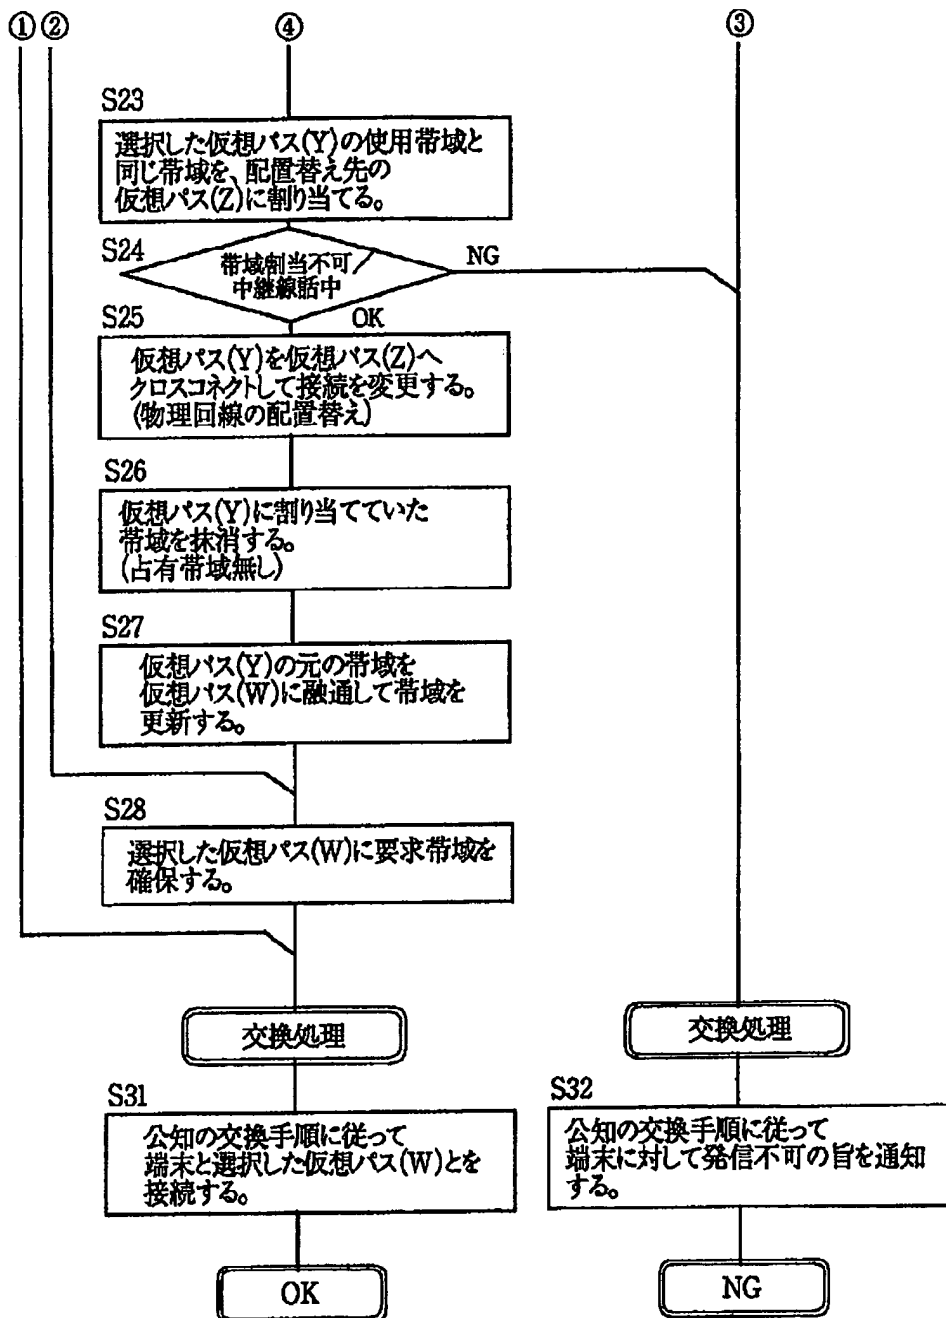 ① ② ④ ③
S23
選択した仮想パス(Y)の使用帯域と
同じ帯域を、配置替え先の
仮想パス(Z)に割り当てる。
S24
帯域割当不可/
中継線話中
NG
OK
S25
仮想パス(Y)を仮想パス(Z)へ
クロスコネクトして接続を変更する。
(物理回線の配置替え)
S26
仮想パス(Y)に割り当てていた
帯域を抹消する。
(占有帯域無し)
S27
仮想パス(Y)の元の帯域を
仮想パス(W)に融通して帯域を
更新する。
S28
選択した仮想パス(W)に要求帯域を
確保する。
交換処理
S31
公知の交換手順に従って
端末と選択した仮想パス(W)とを
接続する。
OK
交換処理
S32
公知の交換手順に従って
端末に対して発信不可の旨を通知
する。
NG